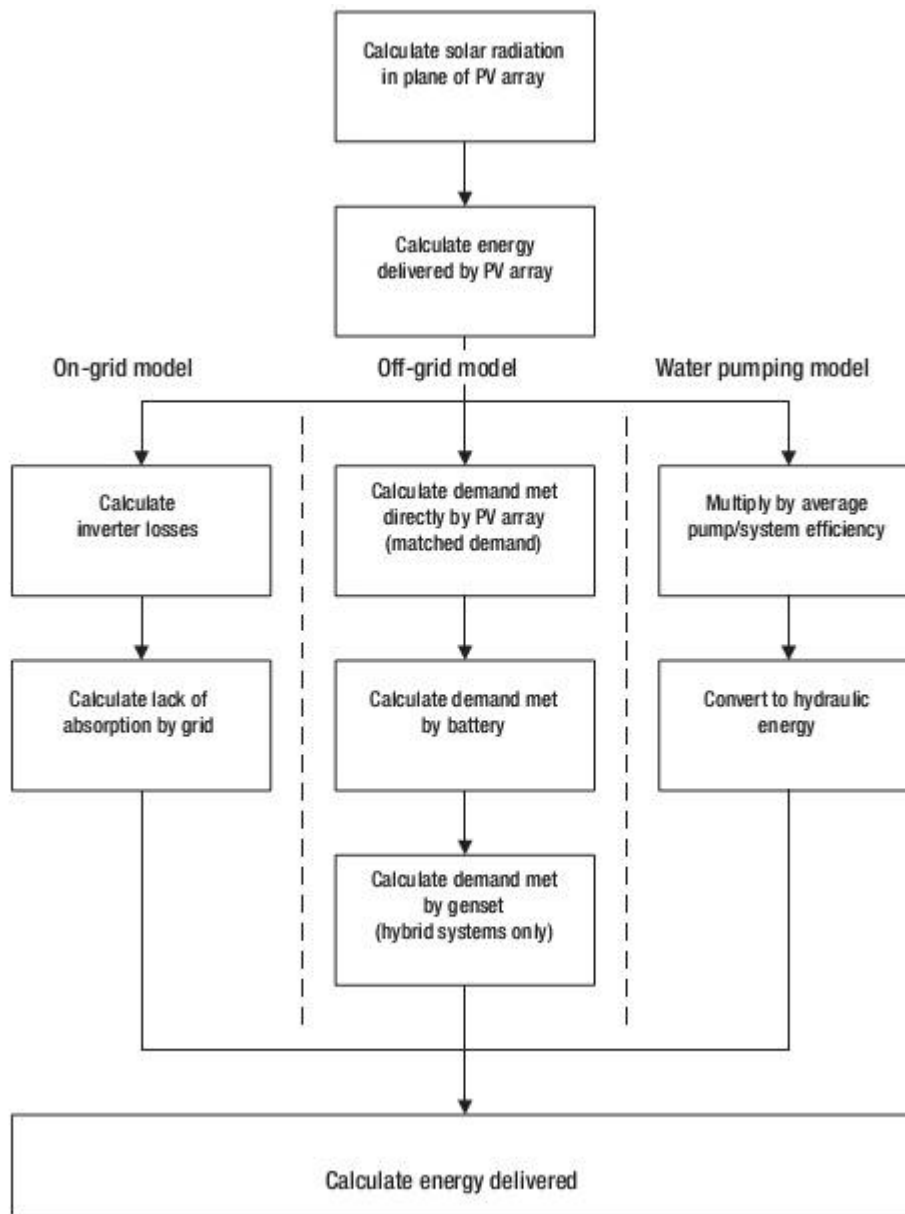 Calculate solar radiation
in plane of PV array
Calculate energy
delivered by PV array
On-grid model
Off-grid model
Water pumping model
Calculate
inverter losses
Calculate demand met
directly by PV array
(matched demand)
Multiply by average
pump/system efficiency
Calculate lack of
absorption by grid
Calculate demand met
by battery
Convert to hydraulic
energy
Calculate demand met
by genset
(hybrid systems only)
Calculate energy delivered